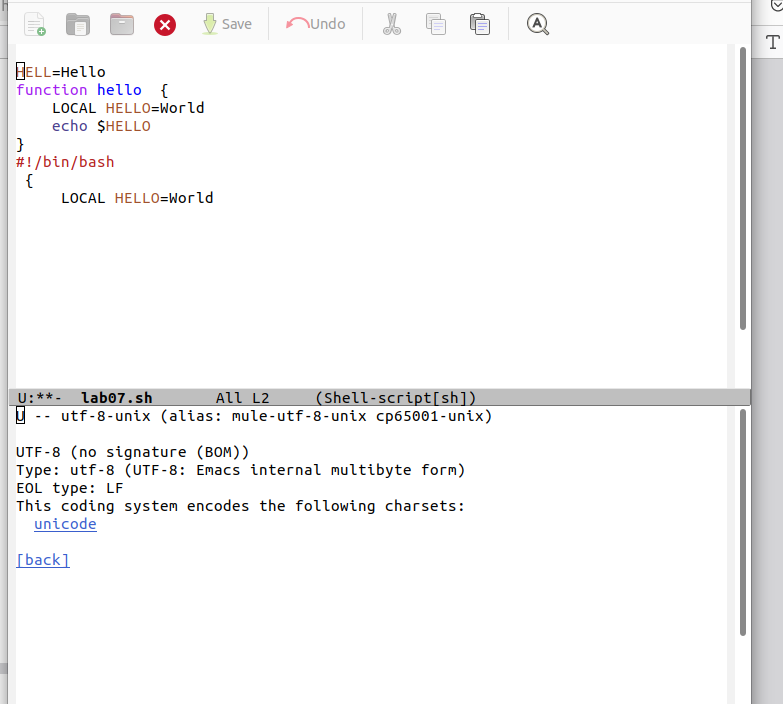 Save
Undo
HELL=Hello
function hello  {
    LOCAL HELLO=World
    echo $HELLO
}
#!/bin/bash
 {
     LOCAL HELLO=World
U:**-  lab07.sh       All L2     (Shell-script[sh])
U -- utf-8-unix (alias: mule-utf-8-unix cp65001-unix)
UTF-8 (no signature (BOM))
Type: utf-8 (UTF-8: Emacs internal multibyte form)
EOL type: LF
This coding system encodes the following charsets:
  unicode
[back]